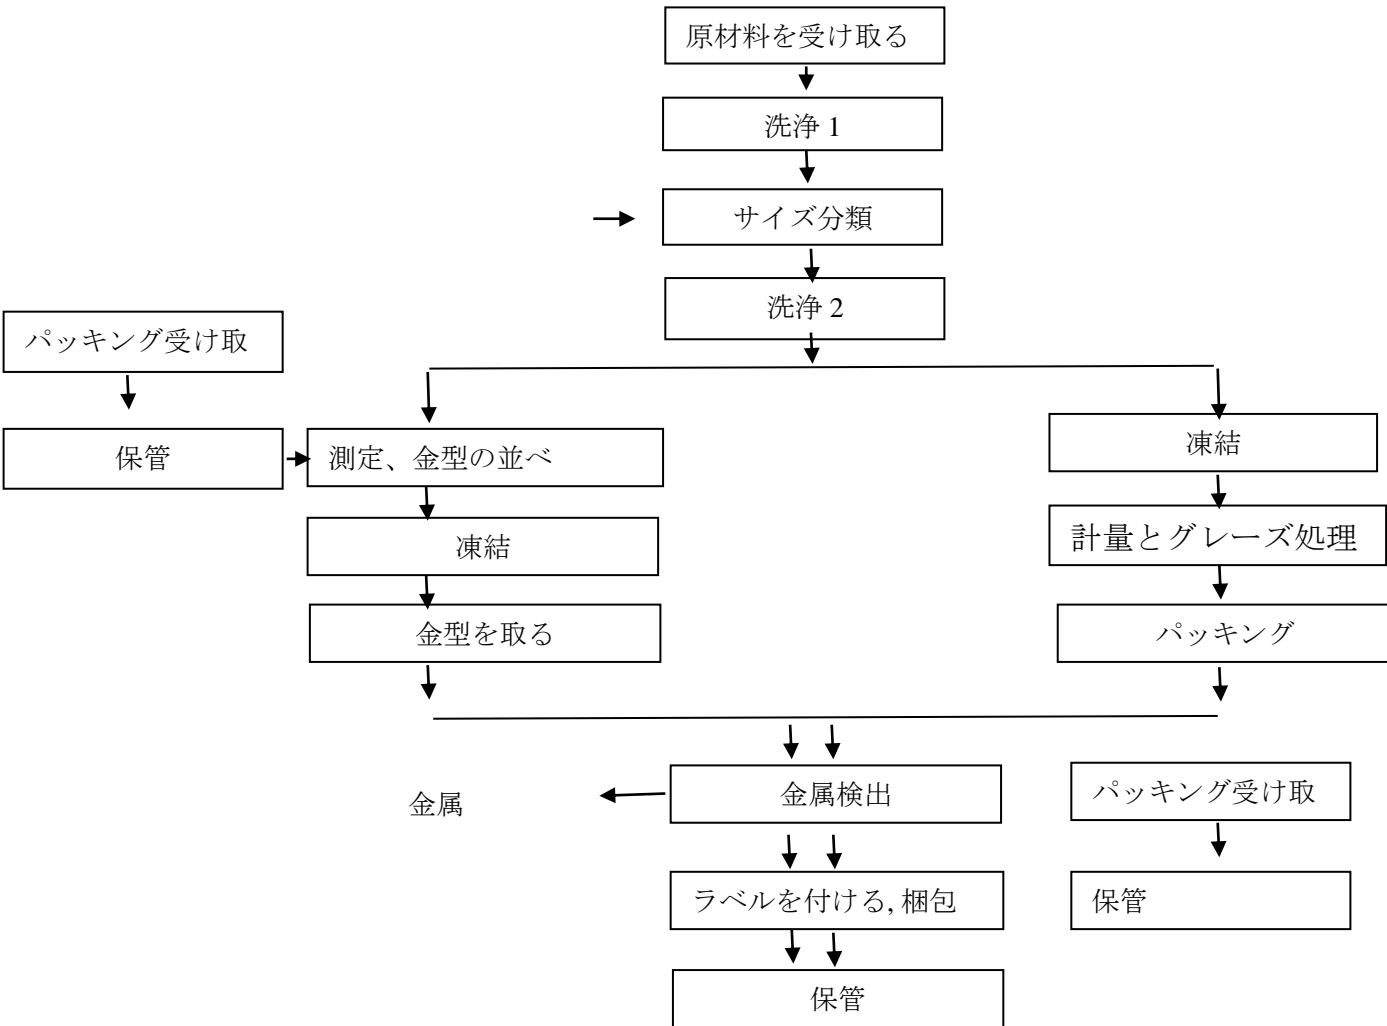 原材料を受け取る
洗浄 1
サイズ分類
洗浄 2
パッキング受け取
保管
測定、金型の並べ
凍結
凍結
計量とグレーズ処理
金型を取る
パッキング
金属
金属検出
パッキング受け取
ラベルを付ける, 梱包
保管
保管